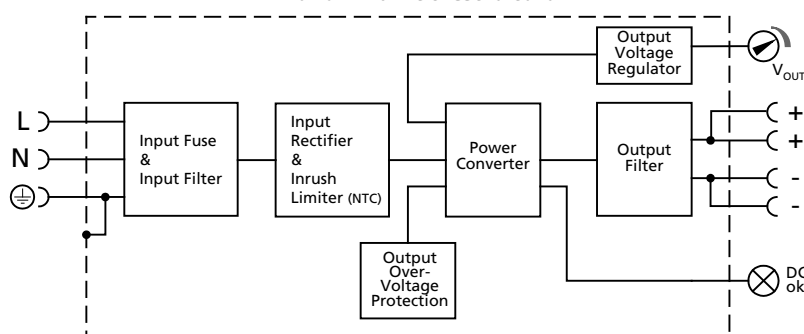 Output
Voltage
Regulator
VOUT
L
N
Input Fuse
&
Input Filter
Input
Rectifier
&
Inrush
Limiter (NTC)
Power
Converter
Output
Filter
+
+
-
-
Output
Over-
Voltage
Protection
DC
ok